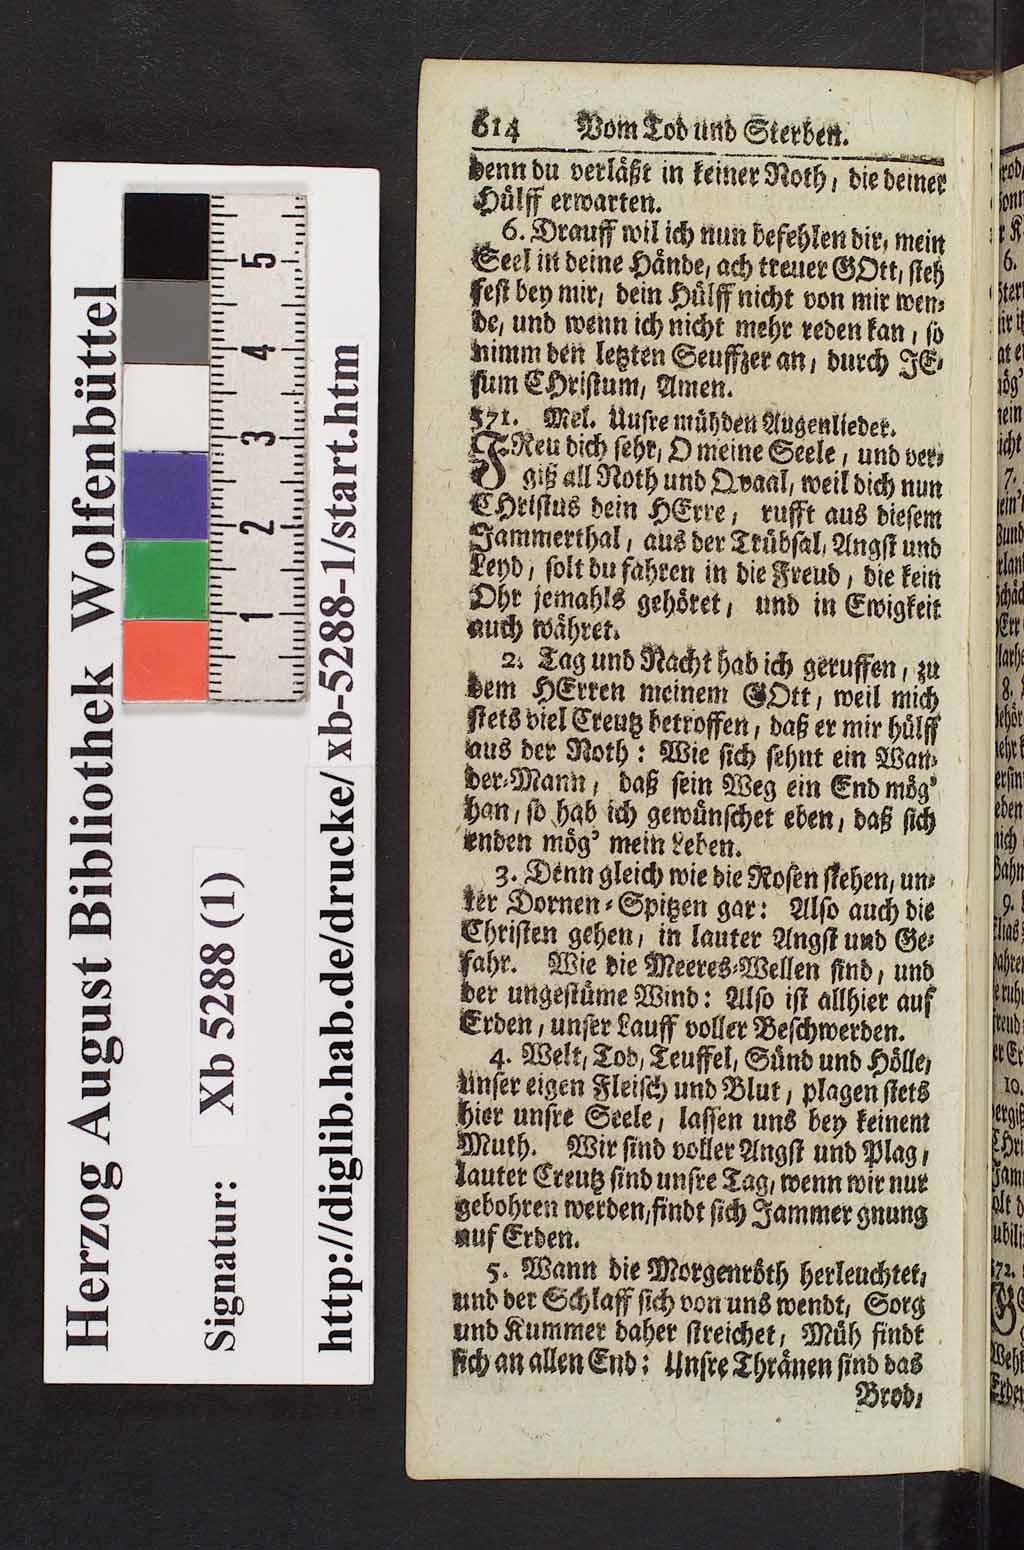 614 Vom Tod und Sterben.
denn du verläßt in keiner Noth, die deiner
Hülff erwarten.
6. Drauff wil ich nun befehlen dir, mein
Seel in deine Hände, ach treuer GOtt, steh
fest bey mir, dein Hülff nicht von mir wen-
de, und wenn ich nicht mehr reden kan, so
nimm den letzten Seuffzer an, durch JE-
sum CHristum, Amen.
571. Mel. Unsre mühden Augenlieder.
FReu dich sehr, O meine Seele, und ver-
giß all Noth und Qvaal, weil dich nun
CHristus dein HErre, rufft aus diesem
Jammerthal, aus der Trübsal, Angst und
Leyd, solt du fahren in die Freud, die kein
Ohr jemahls gehöret, und in Ewigkeit
auch währet.
2. Tag und Nacht hab ich geruffen, zu
dem HErren meinem GOtt, weil mich
stets viel Creutz betroffen, daß er mir hülff
aus der Noth: Wie sich sehnt ein Wan-
der-Mann, daß sein Weg ein End mög'
han, so hab ich gewünschet eben, daß sich
enden mög' mein Leben.
3. Denn gleich wie die Rosen stehen, un-
ter Dornen-Spitzen gar: Also auch die
Christen gehen, in lauter Angst und Ge-
fahr. Wie die Meeres-Wellen sind, und
der ungestüme Wind: Also ist allhier auf
Erden, unser Lauff voller Beschwerden.
4. Welt, Tod, Teuffel, Sünd und Hölle,
unser eigen Fleisch und Blut, plagen stets
hier unsre Seele, lassen uns bey keinem
Muth. Wir sind voller Angst und Plag,
lauter Creutz sind unsre Tag, wenn wir nur
gebohren werden, findt sich Jammer gnung
auf Erden.
5. Wann die Morgenröth herleuchtet,
und der Schlaff sich von uns wendt, Sorg
und Kummer daher streichet, Müh findt
sich an allen End: Unsre Thränen sind das
Brod,
Herzog August Bibliothek Wolfenbüttel
Signatur: Xb 5288 (1)
http://diglib.hab.de/drucke/xb-5288-1/start.htm
5
4
3
2
1